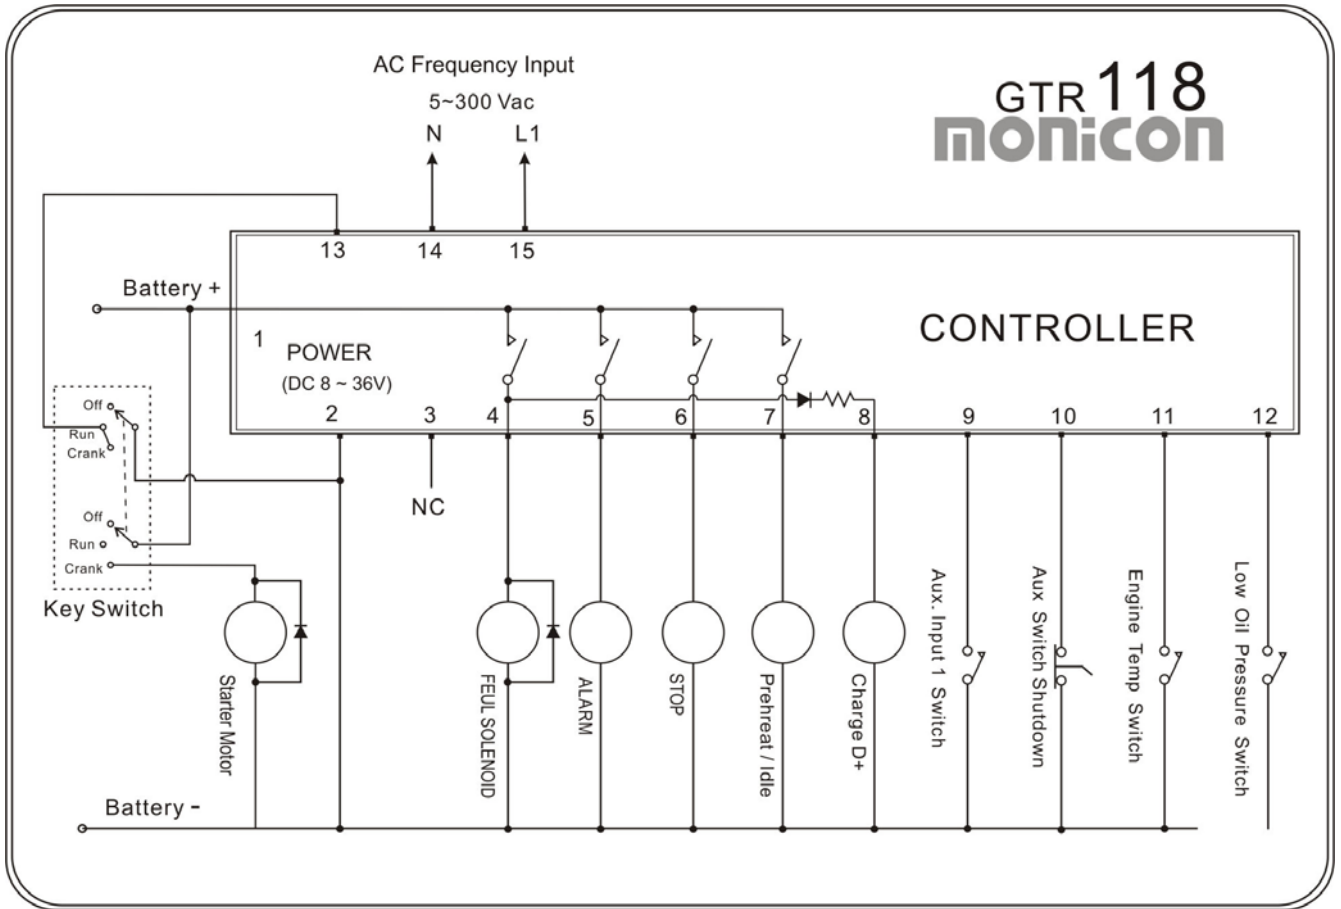 AC Frequency Input
5~300 Vac
N
L1
GTR 118
monicon
13
14
15
Battery +
CONTROLLER
1
POWER
(DC 8 ~ 36V)
2
3
4
5
6
7
8
9
10
11
12
Off
Run
Crank
NC
Off
Run
Crank
Key Switch
Starter Motor
FEUL SOLENOID
ALARM
STOP
Prehreat / Idle
Charge D+
Aux. Input 1 Switch
Aux Switch Shutdown
Engine Temp Switch
Low Oil Pressure Switch
Battery -